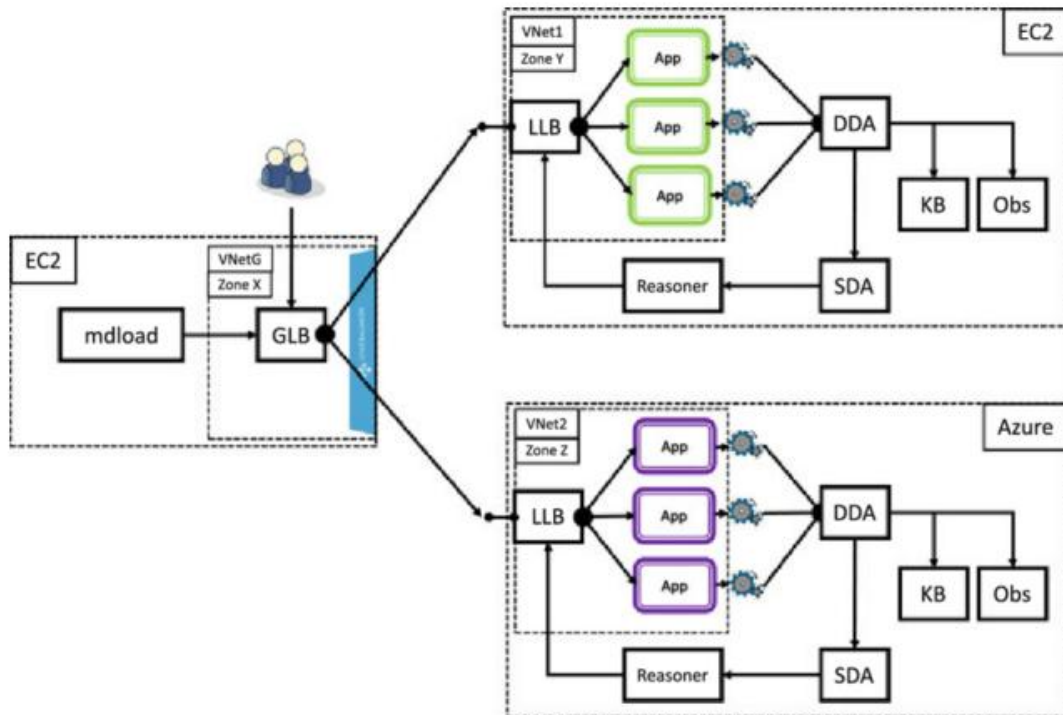 VNet1
Zone Y
EC2
App
App
App
LLB
DDA
KB
Obs
Reasoner
SDA
EC2
VNetG
Zone X
mdload
GLB
VNet2
Zone Z
Azure
App
App
App
LLB
DDA
KB
Obs
Reasoner
SDA